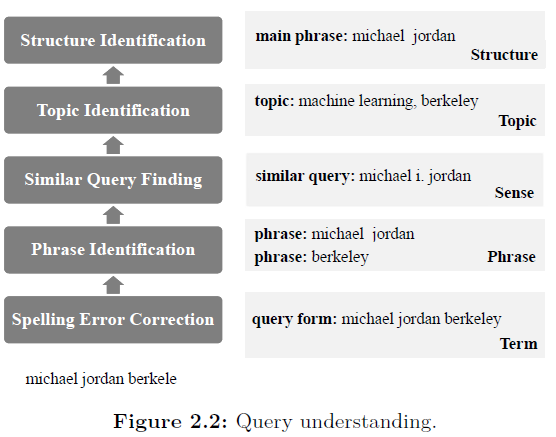 Structure Identification
main phrase: michael jordan
Structure
Topic Identification
topic: machine learning, berkeley
Topic
Similar Query Finding
similar query: michael i. jordan
Sense
Phrase Identification
phrase: michael jordan
phrase: berkeley
Phrase
Spelling Error Correction
query form: michael jordan berkeley
Term
michael jordan berkele
Figure 2.2: Query understanding.